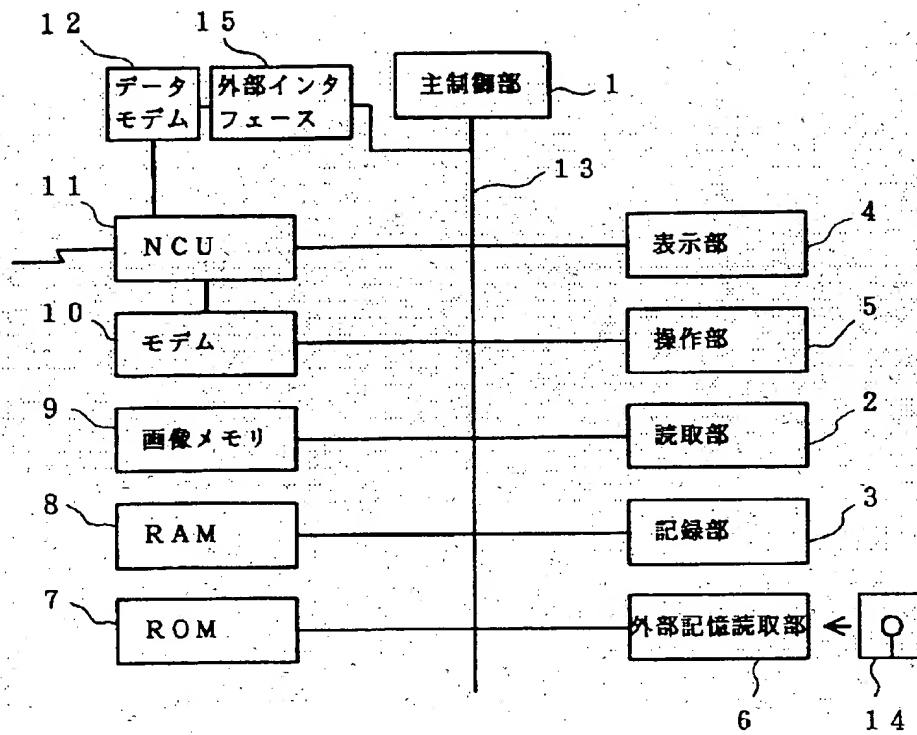 12
15
データ
モデム
外部インタ
フェース
主制御部
1
13
11
NCU
4
表示部
10
モデム
5
操作部
9
画像メモリ
2
読取部
8
RAM
3
記録部
7
ROM
外部記憶読取部
6
14